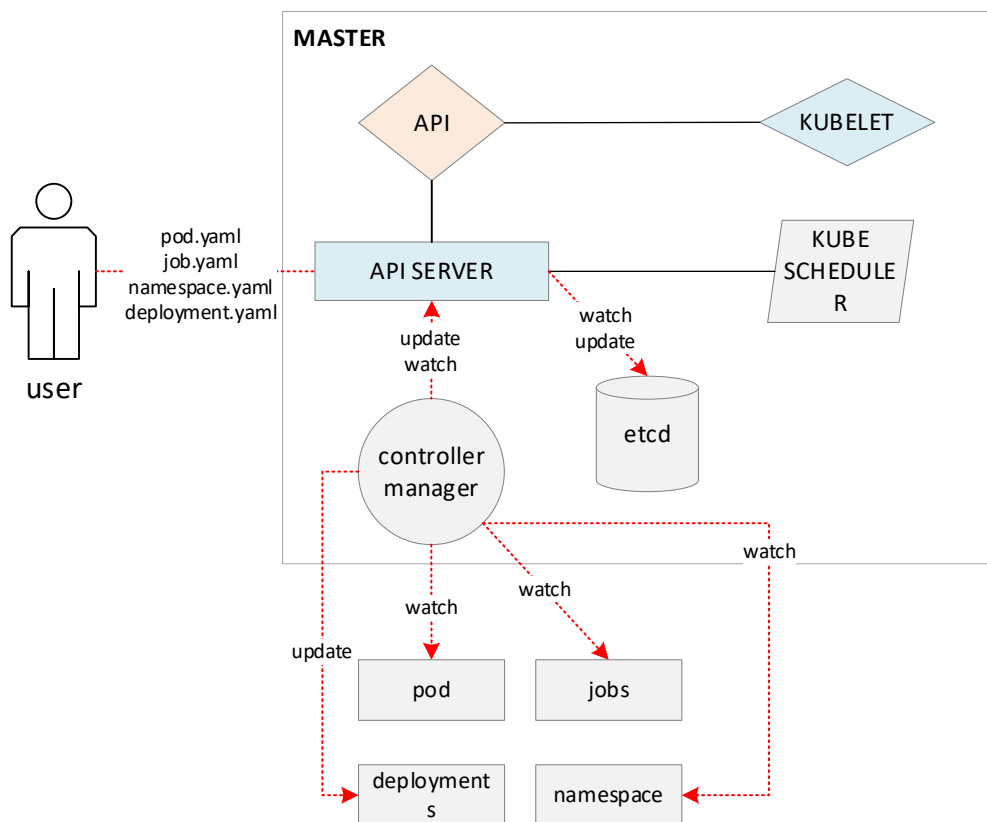 MASTER
API
KUBELET
pod.yaml
job.yaml
namespace.yaml
deployment.yaml
API SERVER
KUBE
SCHEDULE
R
user
update
watch
watch
update
controller
manager
etcd
watch
watch
watch
update
pod
jobs
deployment
s
namespace